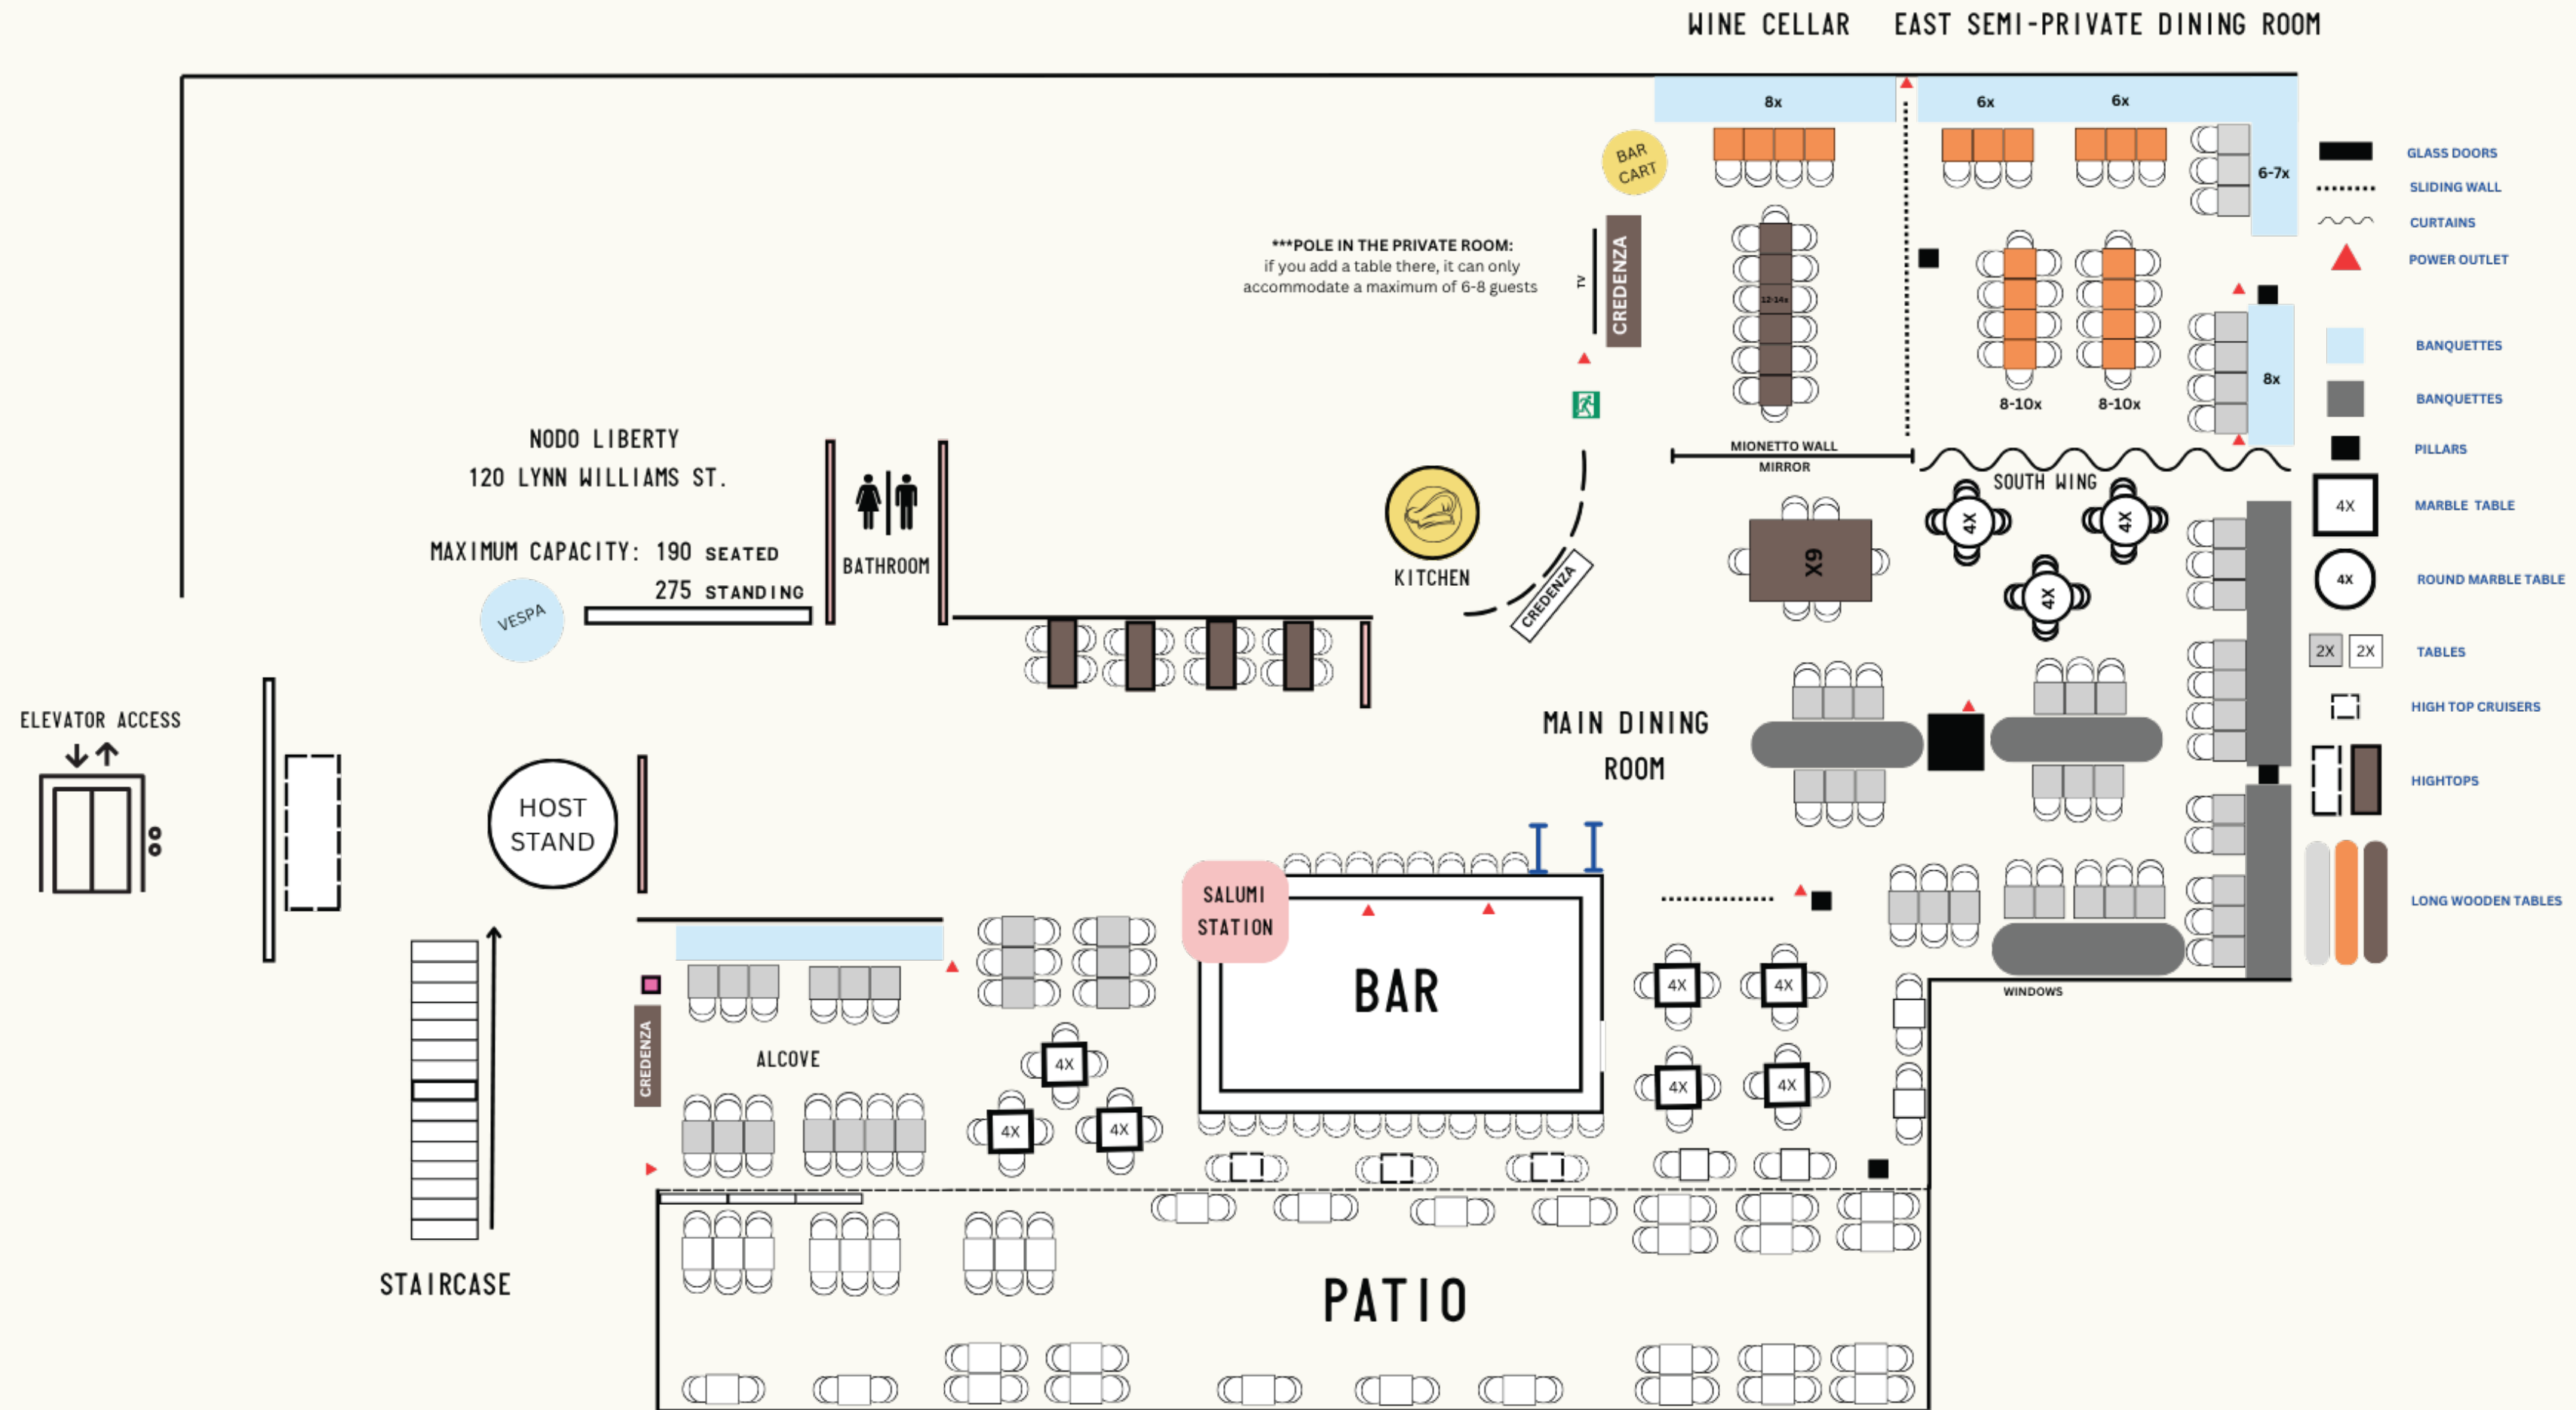 WINE CELLAR
EAST SEMI-PRIVATE DINING ROOM
8x
6x
6x
BAR
CART
6-7x
***POLE IN THE PRIVATE ROOM:
if you add a table there, it can only
accommodate a maximum of 6-8 guests
TV
CREDENZA
12-14x
8x
8-10x
8-10x
MIONETTO WALL
MIRROR
SOUTH WING
GLASS DOORS
SLIDING WALL
CURTAINS
POWER OUTLET
BANQUETTES
BANQUETTES
PILLARS
4X
MARBLE TABLE
4X
ROUND MARBLE TABLE
2X
2X
TABLES
HIGH TOP CRUISERS
HIGHTOPS
LONG WOODEN TABLES
NODO LIBERTY
120 LYNN WILLIAMS ST.
MAXIMUM CAPACITY: 190 SEATED
275 STANDING
VESPA
BATHROOM
KITCHEN
CREDENZA
6X
4X
4X
4X
ELEVATOR ACCESS
HOST
STAND
MAIN DINING
ROOM
SALUMI
STATION
BAR
4X
4X
4X
4X
WINDOWS
CREDENZA
ALCOVE
4X
4X
4X
STAIRCASE
PATIO